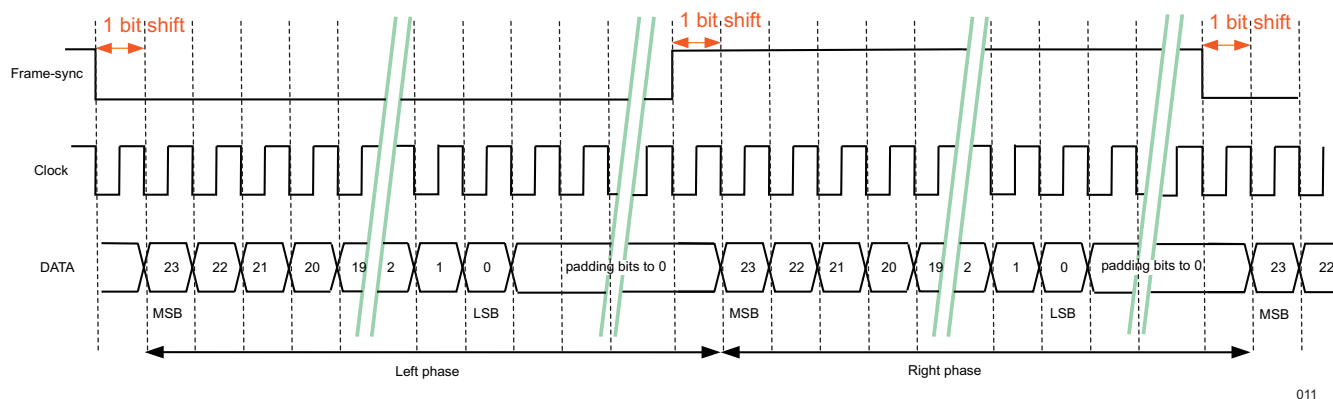 1 bit shift 1 bit shift 1 bit shift
Frame-sync
Clock
DATA 23 22 21 20 19 2 1 0 padding bits to 0 23 22 21 20 19 2 1 0 padding bits to 0 23 22
MSB LSB MSB LSB MSB
Left phase Right phase
011